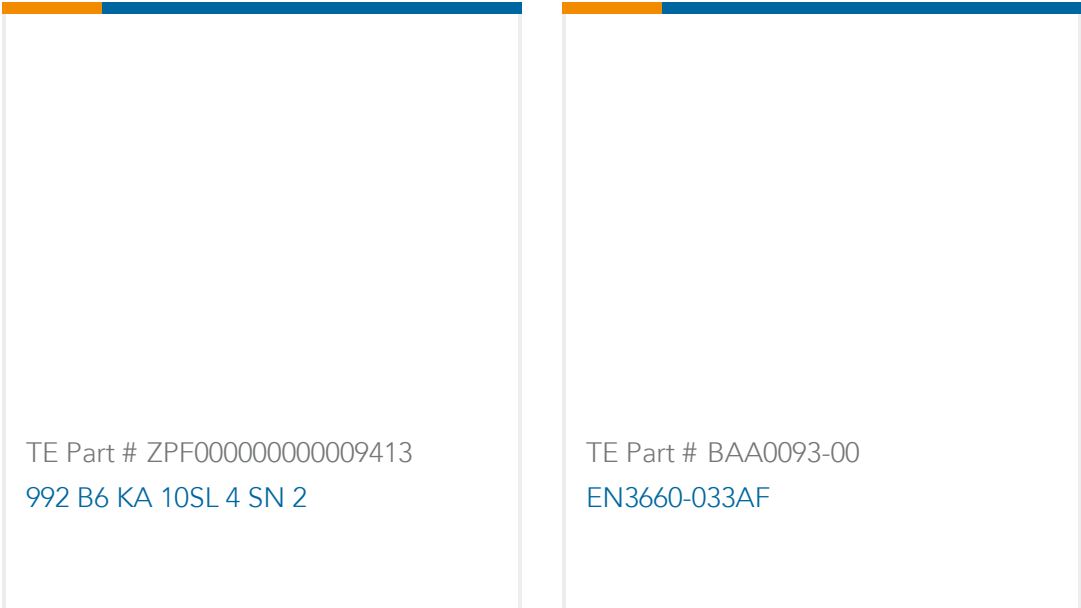 TE Part # ZPF000000000009413
992 B6 KA 10SL 4 SN 2
TE Part # BAA0093-00
EN3660-033AF